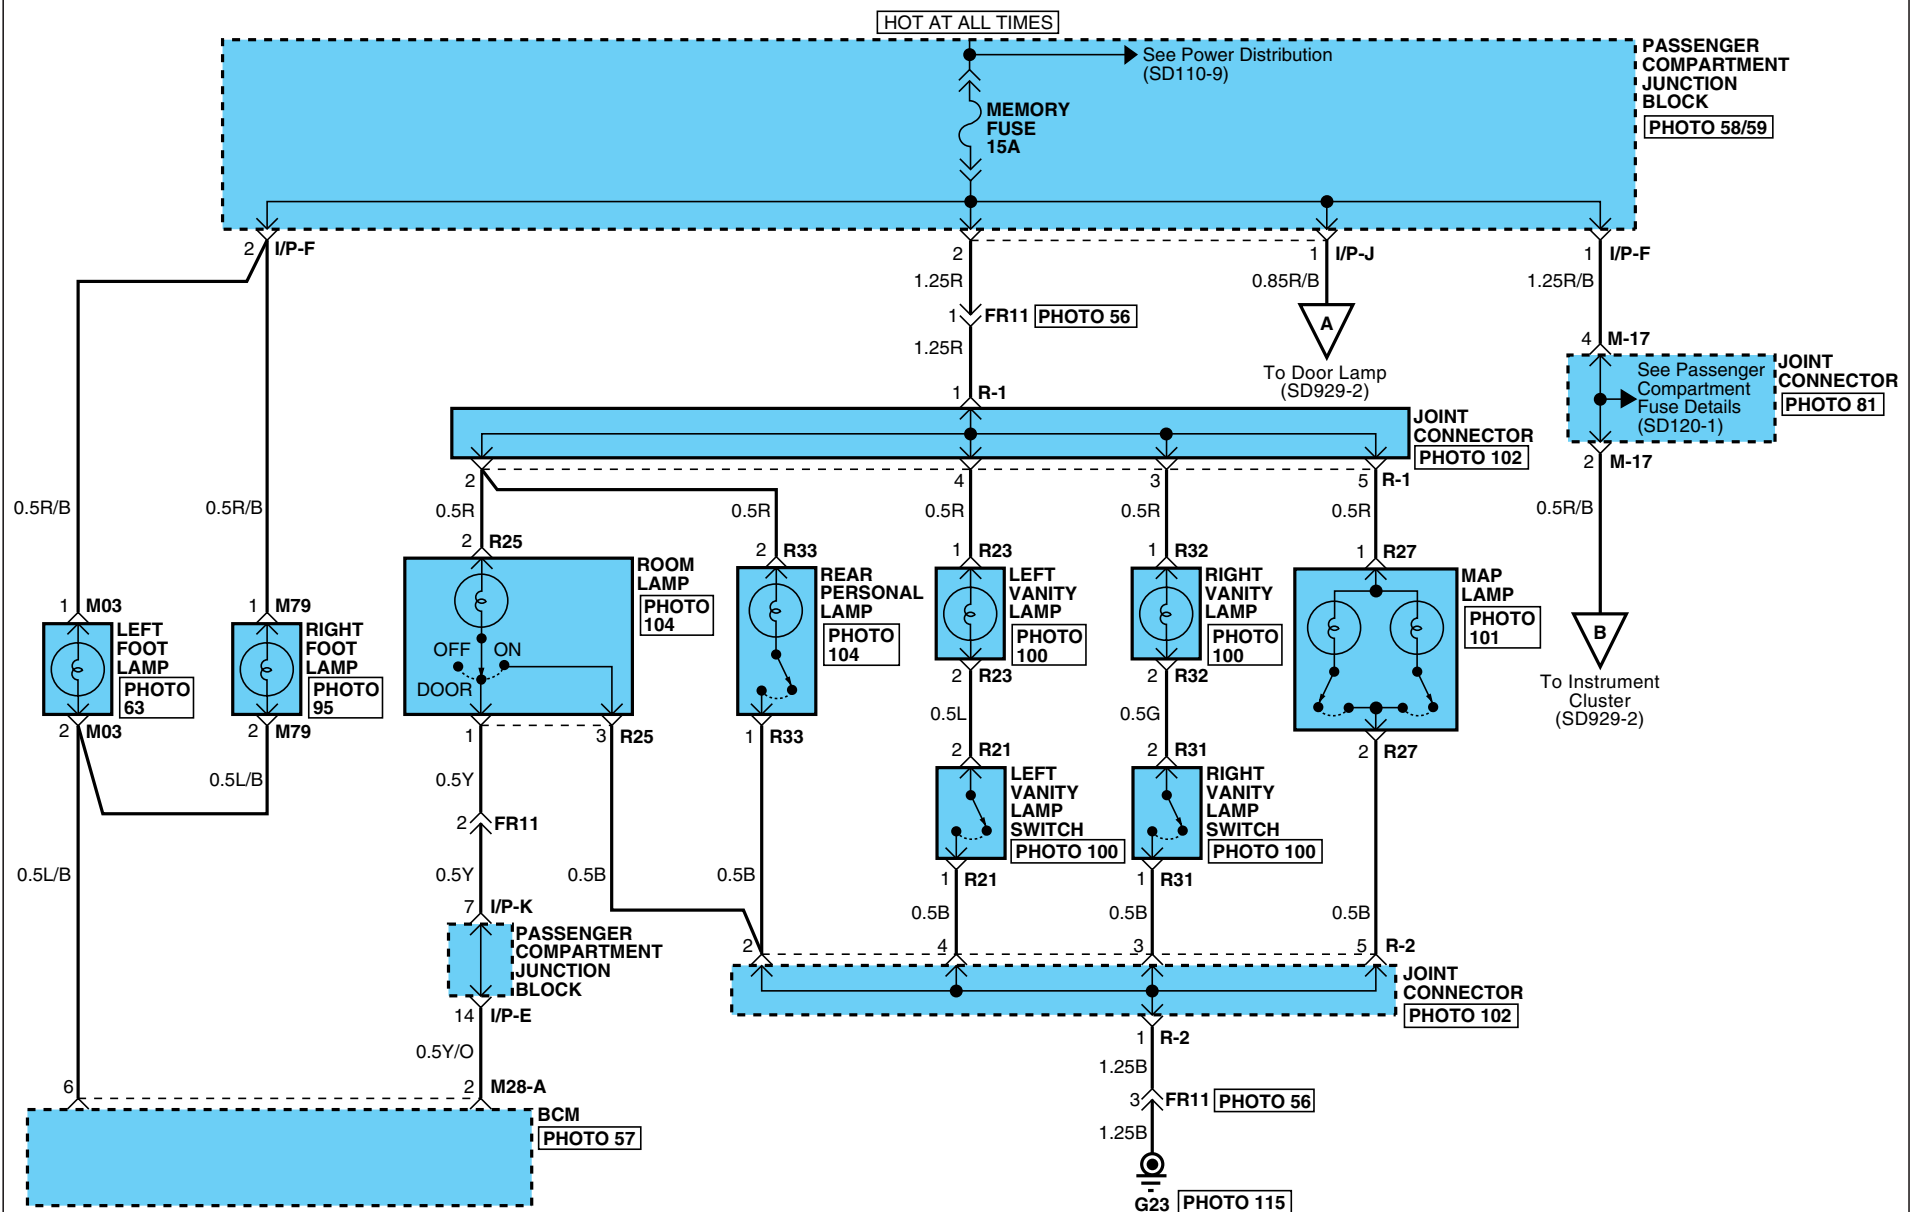 HOT AT ALL TIMES
See Power Distribution
(SD110-9)
MEMORY
FUSE
15A
PASSENGER
COMPARTMENT
JUNCTION
BLOCK
PHOTO 58/59
2 I/P-F
2
1 I/P-J
1 I/P-F
1.25R
0.85R/B
1.25R/B
1 FR11 PHOTO 56
A
1.25R
To Door Lamp
(SD929-2)
4 M-17
See Passenger
Compartment
Fuse Details
(SD120-1)
JOINT
CONNECTOR
PHOTO 81
2 M-17
1 R-1
JOINT
CONNECTOR
PHOTO 102
2
4
3
5 R-1
0.5R/B
0.5R/B
0.5R
0.5R
0.5R
0.5R
0.5R
0.5R/B
2 R25
2 R33
1 R23
1 R32
1 R27
ROOM
LAMP
PHOTO
104
OFF ON
DOOR
REAR
PERSONAL
LAMP
PHOTO
104
LEFT
VANITY
LAMP
PHOTO
100
RIGHT
VANITY
LAMP
PHOTO
100
MAP
LAMP
PHOTO
101
B
To Instrument
Cluster
(SD929-2)
1 M03
1 M79
LEFT
FOOT
LAMP
PHOTO
63
RIGHT
FOOT
LAMP
PHOTO
95
2 R23
2 R32
2 M03
2 M79
1
3 R25
1 R33
0.5L
0.5G
2 R21
2 R31
2 R27
0.5L/B
0.5Y
LEFT
VANITY
LAMP
SWITCH
PHOTO 100
RIGHT
VANITY
LAMP
SWITCH
PHOTO 100
2 FR11
0.5L/B
0.5Y
0.5B
0.5B
1 R21
1 R31
7 I/P-K
0.5B
0.5B
0.5B
PASSENGER
COMPARTMENT
JUNCTION
BLOCK
2
4
3
5 R-2
JOINT
CONNECTOR
PHOTO 102
14 I/P-E
1 R-2
0.5Y/O
1.25B
6
2 M28-A
3 FR11 PHOTO 56
BCM
PHOTO 57
1.25B
G23 PHOTO 115